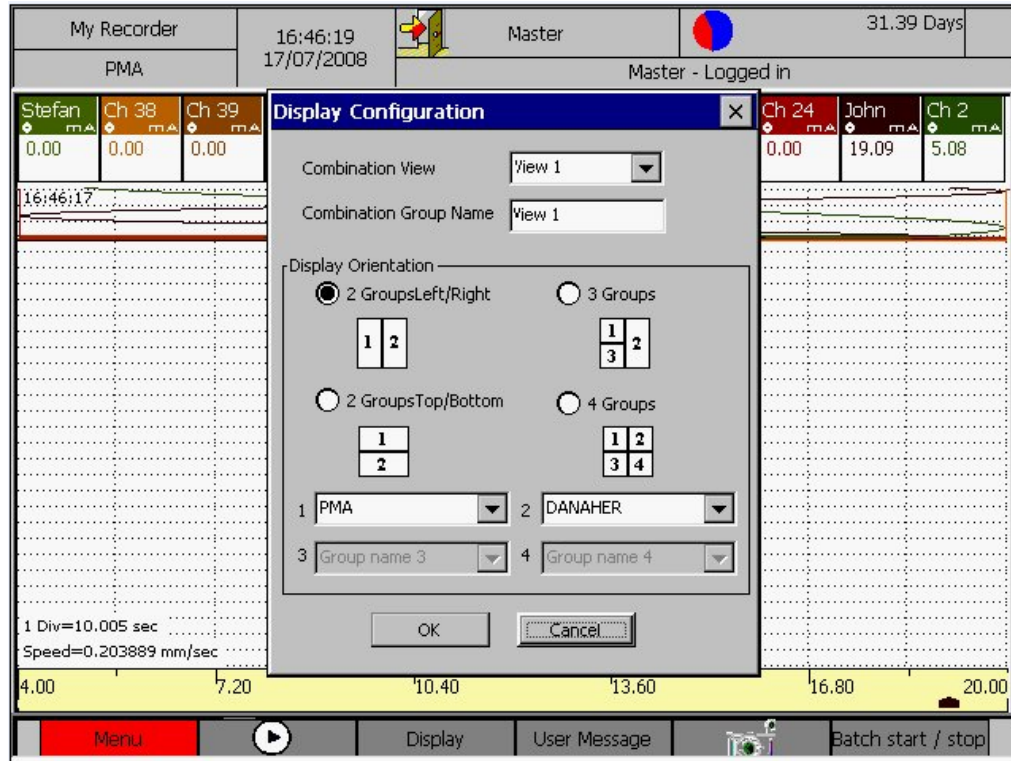 My Recorder
PMA
16:46:19
17/07/2008
Master
31.39 Days
Master - Logged in
Stefan
mA
0.00
Ch 38
mA
0.00
Ch 39
mA
0.00
Ch 24
mA
0.00
John
mA
19.09
Ch 2
mA
5.08
16:46:17
Display Configuration
Combination View
View 1
Combination Group Name
View 1
Display Orientation
2 GroupsLeft/Right
1 2
3 Groups
1
2
3
2 GroupsTop/Bottom
1
2
4 Groups
1 2
3 4
1 PMA
2 DANAHER
3 Group name 3
4 Group name 4
OK
Cancel
1 Div=10.005 sec
Speed=0.203889 mm/sec
4.00 7.20 10.40 13.60 16.80 20.00
Menu
Display
User Message
Batch start / stop